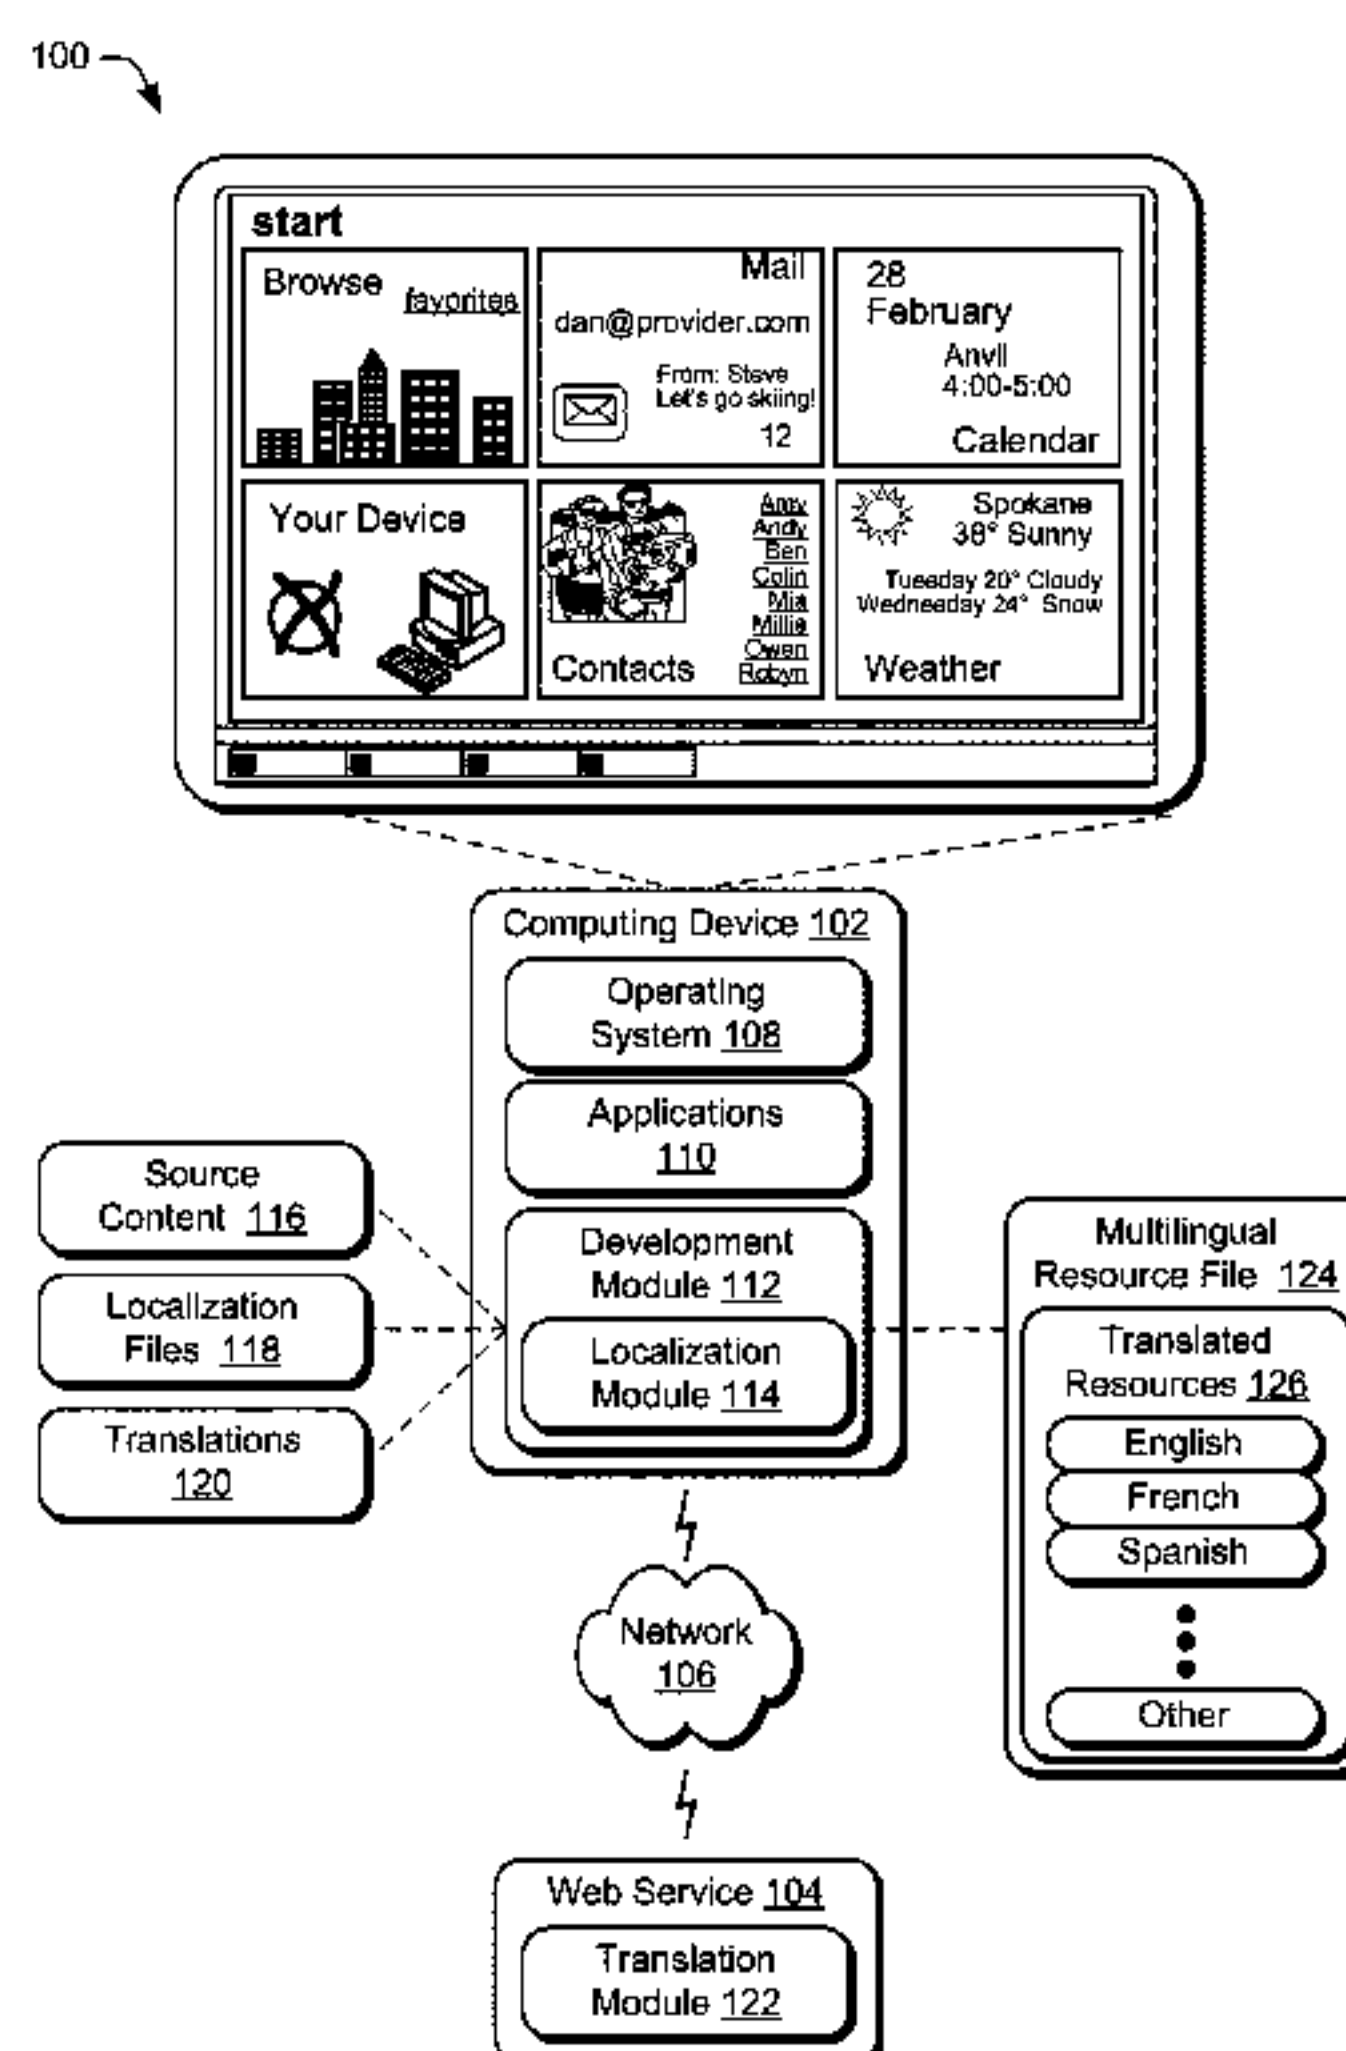 100
start
Browse
favorites
Mail
dan@provider.com
From: Steve
Let's go skiing!
12
28
February
Anvil
4:00-5:00
Calendar
Your Device
Contacts
Amy
Andy
Ben
Colin
Mia
Millie
Owen
Robyn
Spokane
38° Sunny
Tuesday 20° Cloudy
Wednesday 24° Snow
Weather
Computing Device 102
Operating
System 108
Applications
110
Development
Module 112
Localization
Module 114
Source
Content 116
Localization
Files 118
Translations
120
Multilingual
Resource File 124
Translated
Resources 126
English
French
Spanish
Other
Network
106
Web Service 104
Translation
Module 122